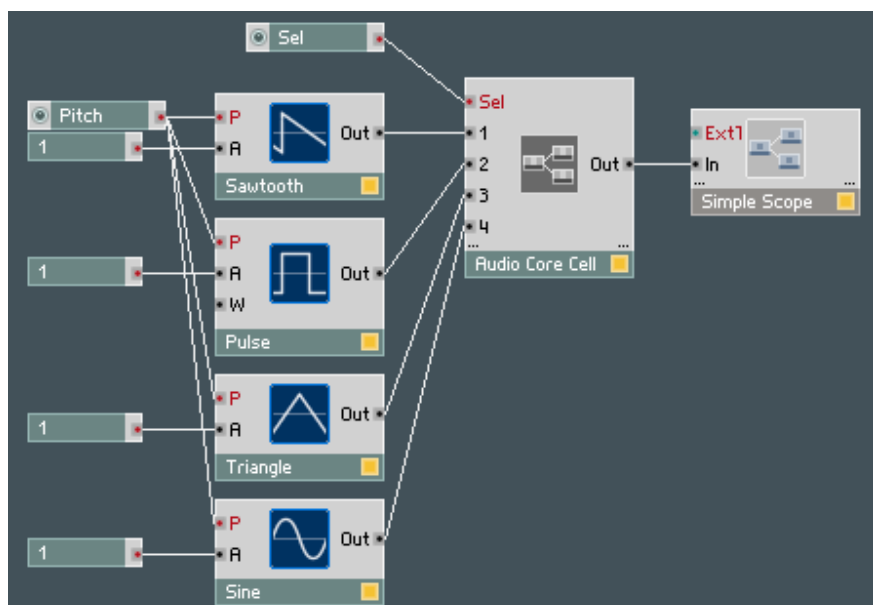 Sel
Pitch
1
P
A
Out
Sawtooth
Sel
1
2
3
4
...
...
Out
Audio Core Cell
Ext1
In
...
...
Simple Scope
1
P
A
W
Out
Pulse
1
P
A
Out
Triangle
1
P
A
Out
Sine